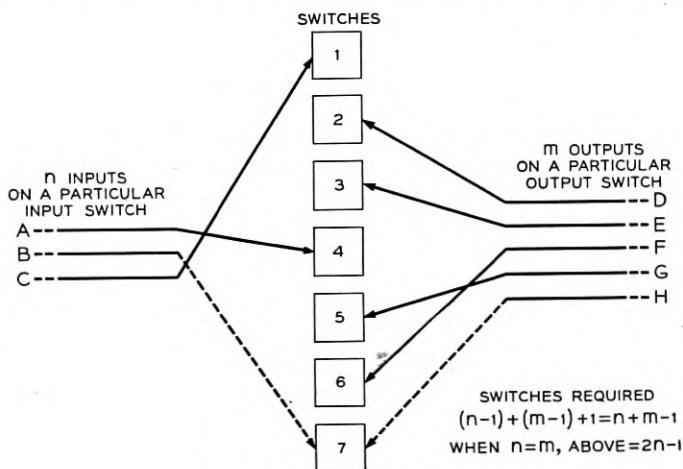 SWITCHES
1
2
3
4
5
6
7
n INPUTS
ON A PARTICULAR
INPUT SWITCH
A
B
C
m OUTPUTS
ON A PARTICULAR
OUTPUT SWITCH
D
E
F
G
H
SWITCHES REQUIRED
(n-1)+(m-1)+1=n+m-1
WHEN n=m, ABOVE=2n-1